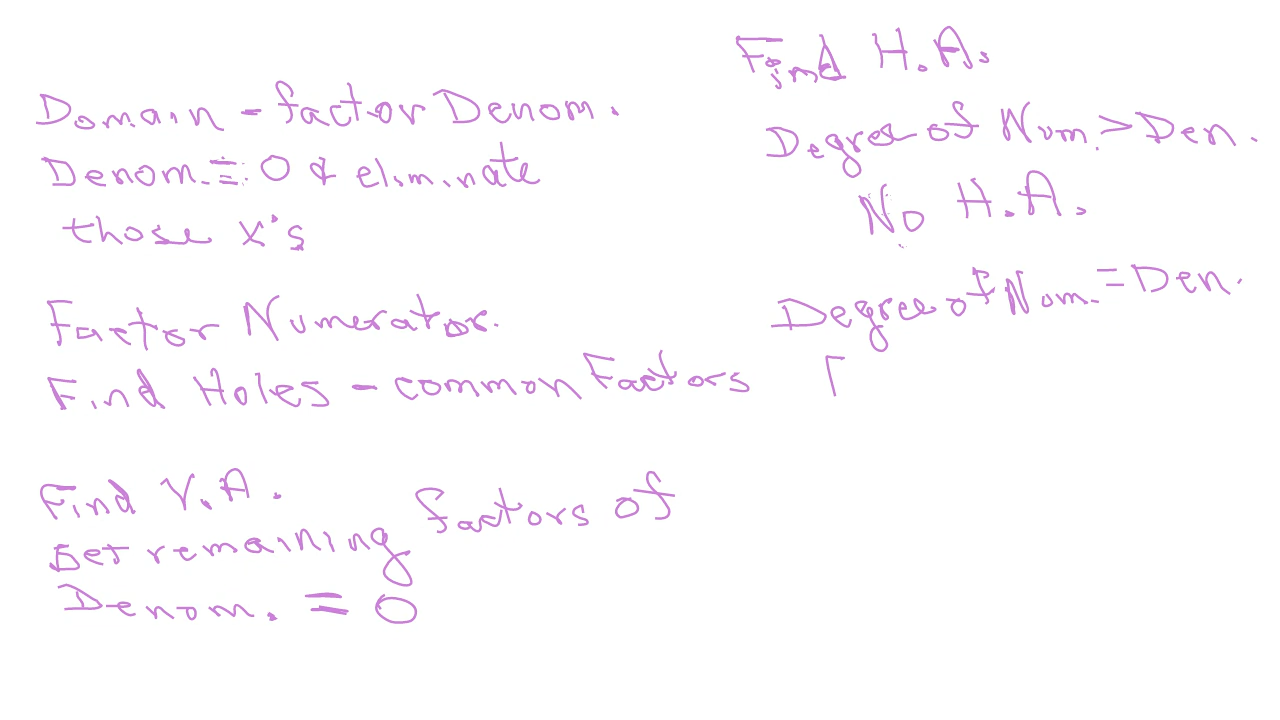 Domain - factor Denom.
Denom. = 0 & eliminate
those x's
Factor Numerator.
Find Holes - common Factors
Find V.A.
Set remaining factors of
Denom. = 0
Find H.A.
Degree of Num. > Den.
No H.A.
Degree of Num. = Den.